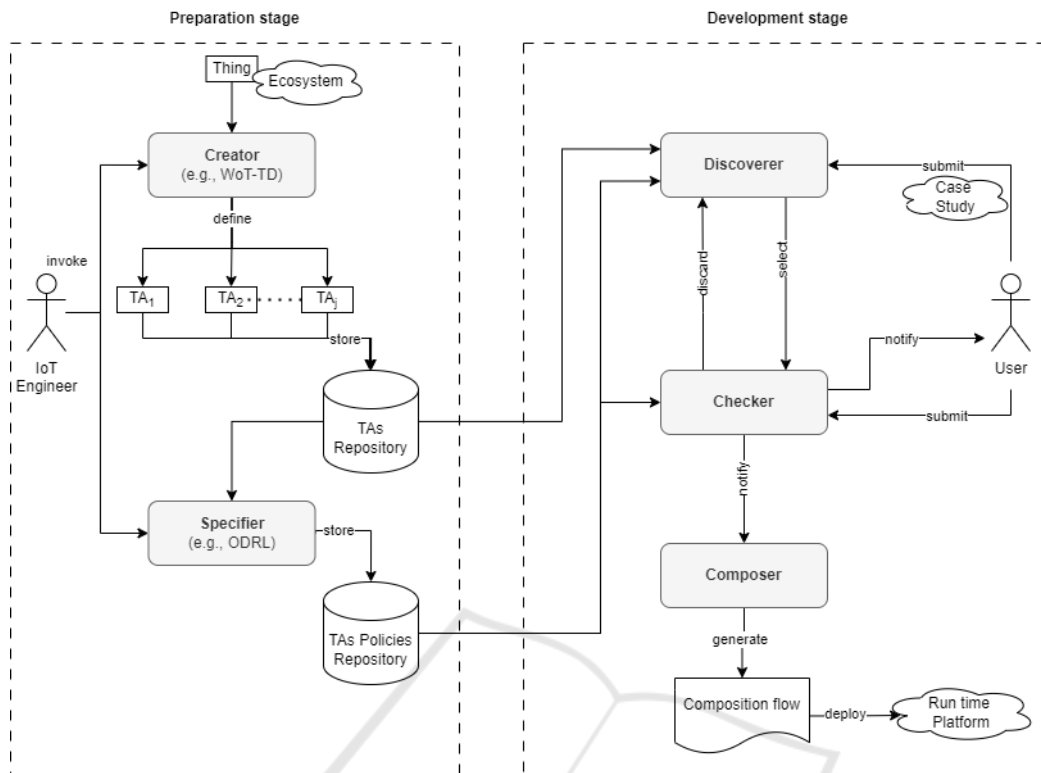 Preparation stage
Development stage
Thing
Ecosystem
Creator
(e.g., WoT-TD)
define
invoke
TA1
TA2
TAj
store
IoT
Engineer
TAs
Repository
Specifier
(e.g., ODRL)
store
TAs Policies
Repository
Discoverer
submit
Case
Study
discard
select
notify
User
Checker
submit
notify
Composer
generate
Composition flow
deploy
Run time
Platform